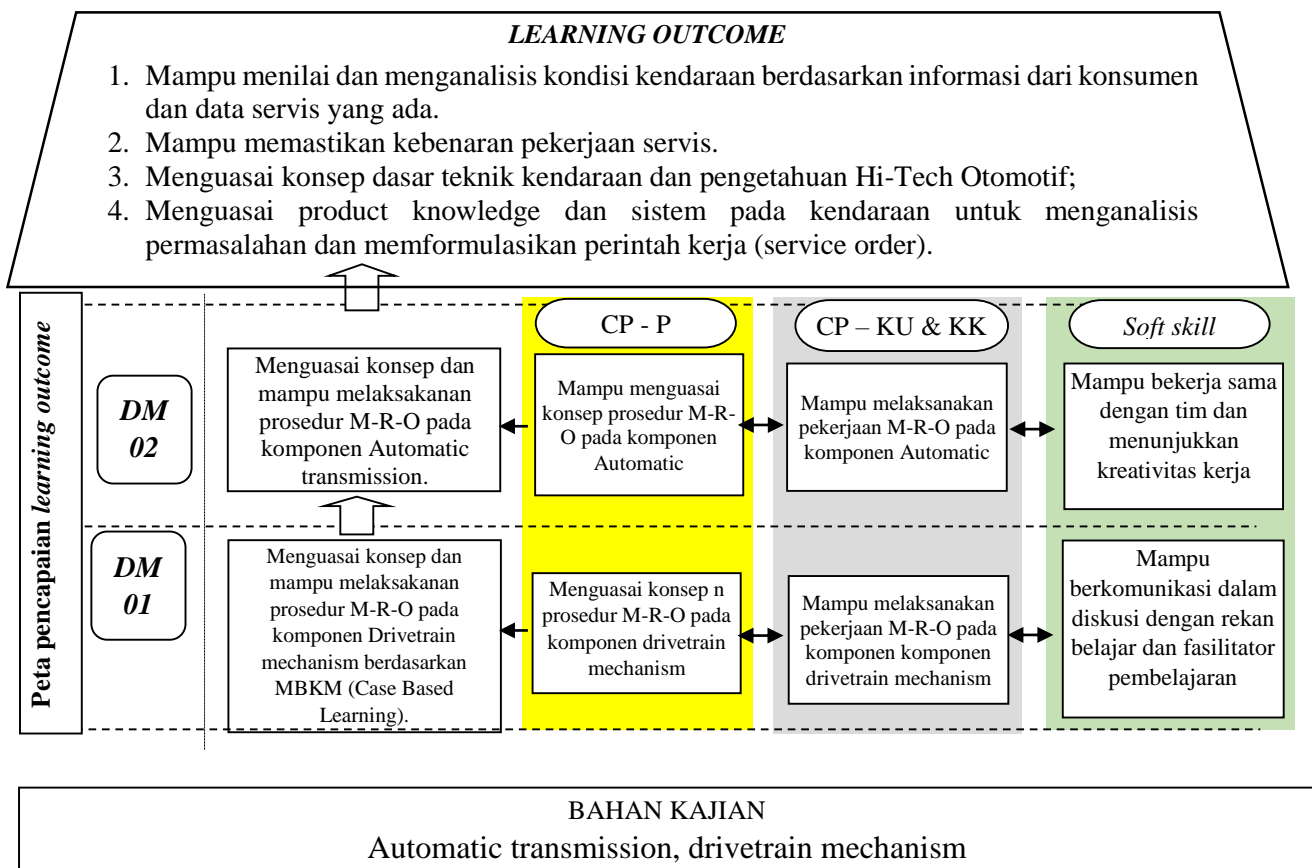 LEARNING OUTCOME
1. Mampu menilai dan menganalisis kondisi kendaraan berdasarkan informasi dari konsumen
dan data servis yang ada.
2. Mampu memastikan kebenaran pekerjaan servis.
3. Menguasai konsep dasar teknik kendaraan dan pengetahuan Hi-Tech Otomotif;
4. Menguasai product knowledge dan sistem pada kendaraan untuk menganalisis
permasalahan dan memformulasikan perintah kerja (service order).
Peta pencapaian learning outcome
CP - P
CP – KU & KK
Soft skill
DM
02
Menguasai konsep dan
mampu melaksakanan
prosedur M-R-O pada
komponen Automatic
transmission.
Mampu menguasai
konsep prosedur M-R-
O pada komponen
Automatic
Mampu melaksanakan
pekerjaan M-R-O pada
komponen Automatic
Mampu bekerja sama
dengan tim dan
menunjukkan
kreativitas kerja
DM
01
Menguasai konsep dan
mampu melaksakanan
prosedur M-R-O pada
komponen Drivetrain
mechanism berdasarkan
MBKM (Case Based
Learning).
Menguasai konsep n
prosedur M-R-O pada
komponen drivetrain
mechanism
Mampu melaksanakan
pekerjaan M-R-O pada
komponen komponen
drivetrain mechanism
Mampu
berkomunikasi dalam
diskusi dengan rekan
belajar dan fasilitator
pembelajaran
BAHAN KAJIAN
Automatic transmission, drivetrain mechanism